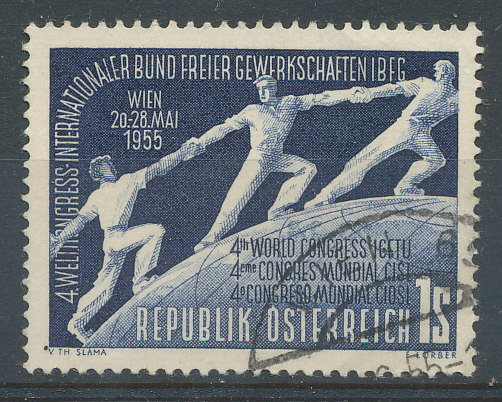 4. WELTKONGRESS·INTERNATIONALER BUND FREIER GEWERKSCHAFTEN IBFG
WIEN
20.-28. MAI
1955
4th WORLD CONGRESS ICFTU
4eme CONGRES MONDIAL CISL
4o CONGRESO MONDIAL CIOSL
REPUBLIK ÖSTERREICH 1S
V TH. SLAMA
LORBER